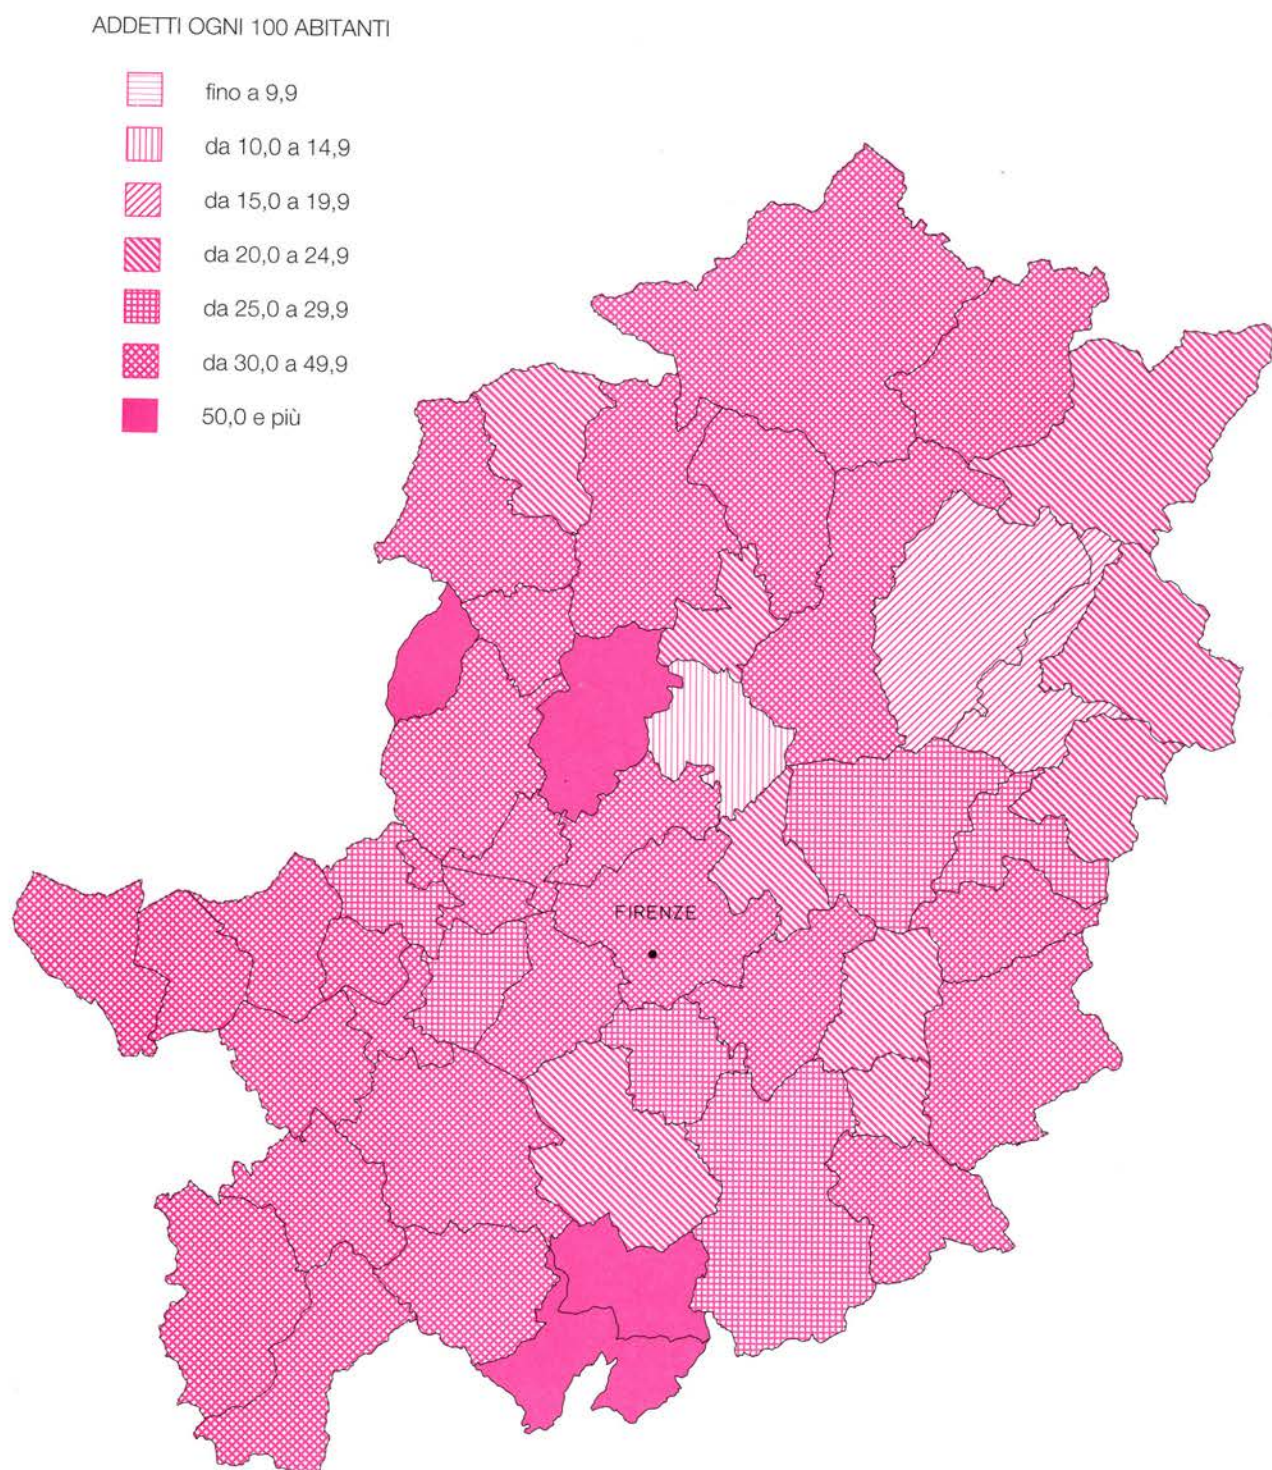 ADDETTI OGNI 100 ABITANTI
fino a 9,9
da 10,0 a 14,9
da 15,0 a 19,9
da 20,0 a 24,9
da 25,0 a 29,9
da 30,0 a 49,9
50,0 e più
FIRENZE